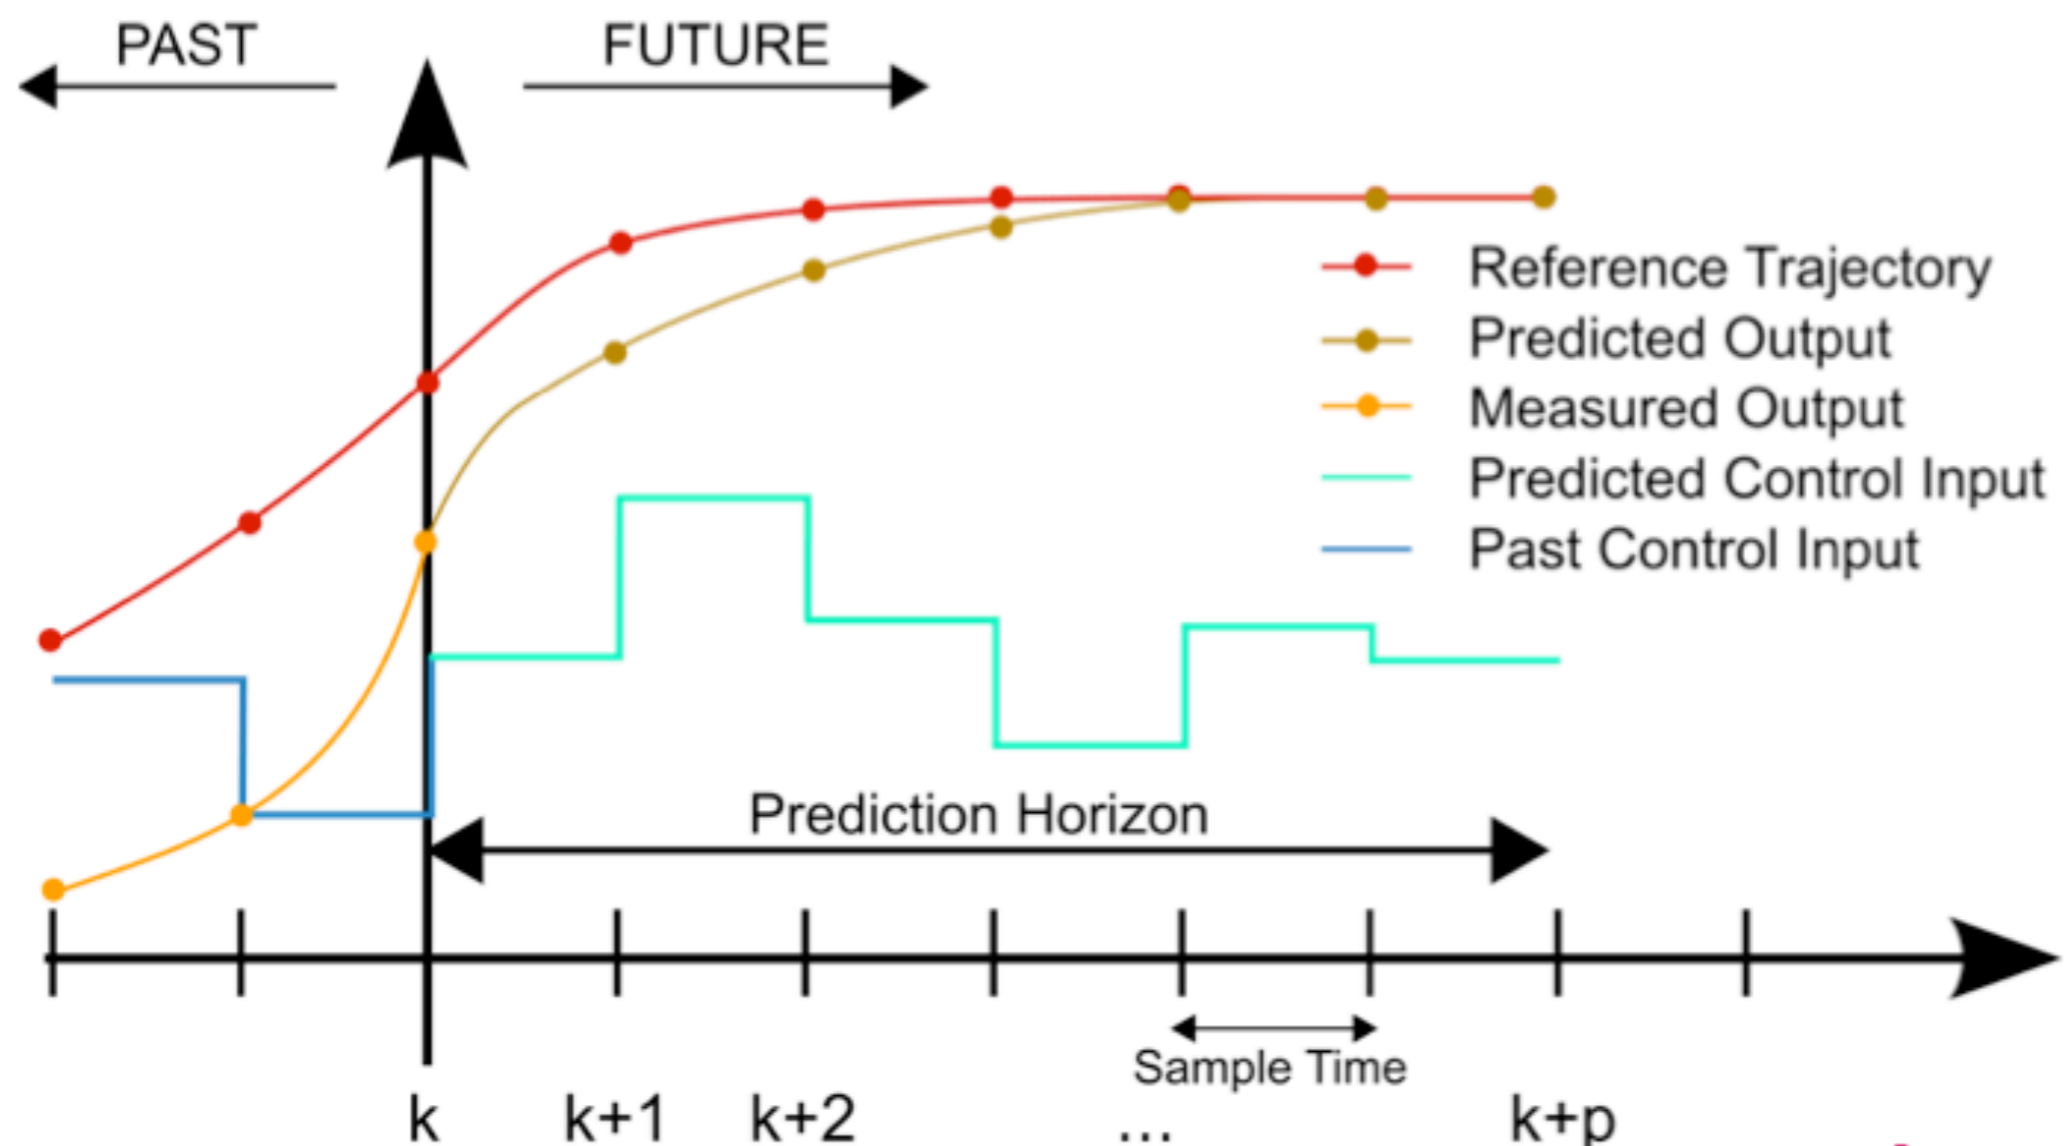 PAST
FUTURE
Reference Trajectory
Predicted Output
Measured Output
Predicted Control Input
Past Control Input
Prediction Horizon
Sample Time
k
k+1
k+2
...
k+p